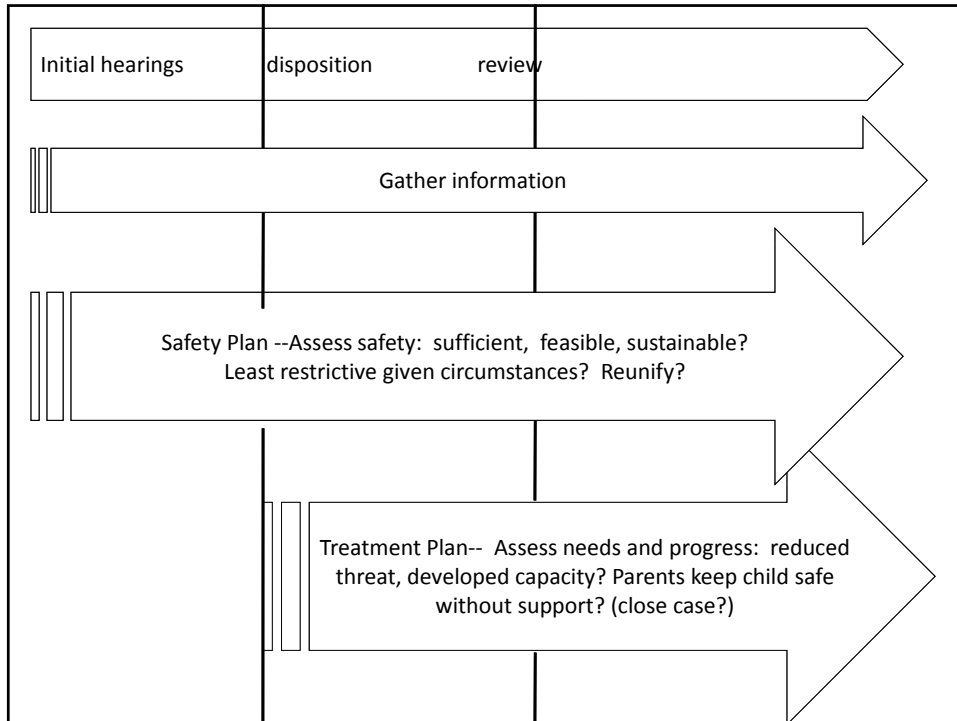 Initial hearings disposition review
Gather information
Safety Plan --Assess safety: sufficient, feasible, sustainable?
Least restrictive given circumstances? Reunify?
Treatment Plan-- Assess needs and progress: reduced
threat, developed capacity? Parents keep child safe
without support? (close case?)